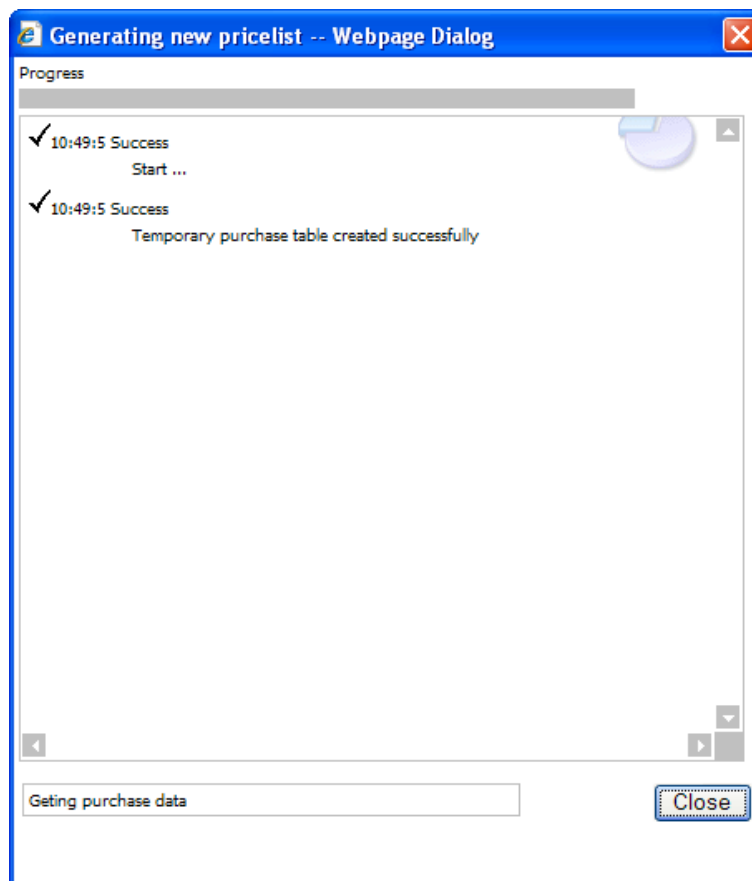 Generating new pricelist -- Webpage Dialog
Progress
10:49:5 Success
Start ...
10:49:5 Success
Temporary purchase table created successfully
Geting purchase data
Close